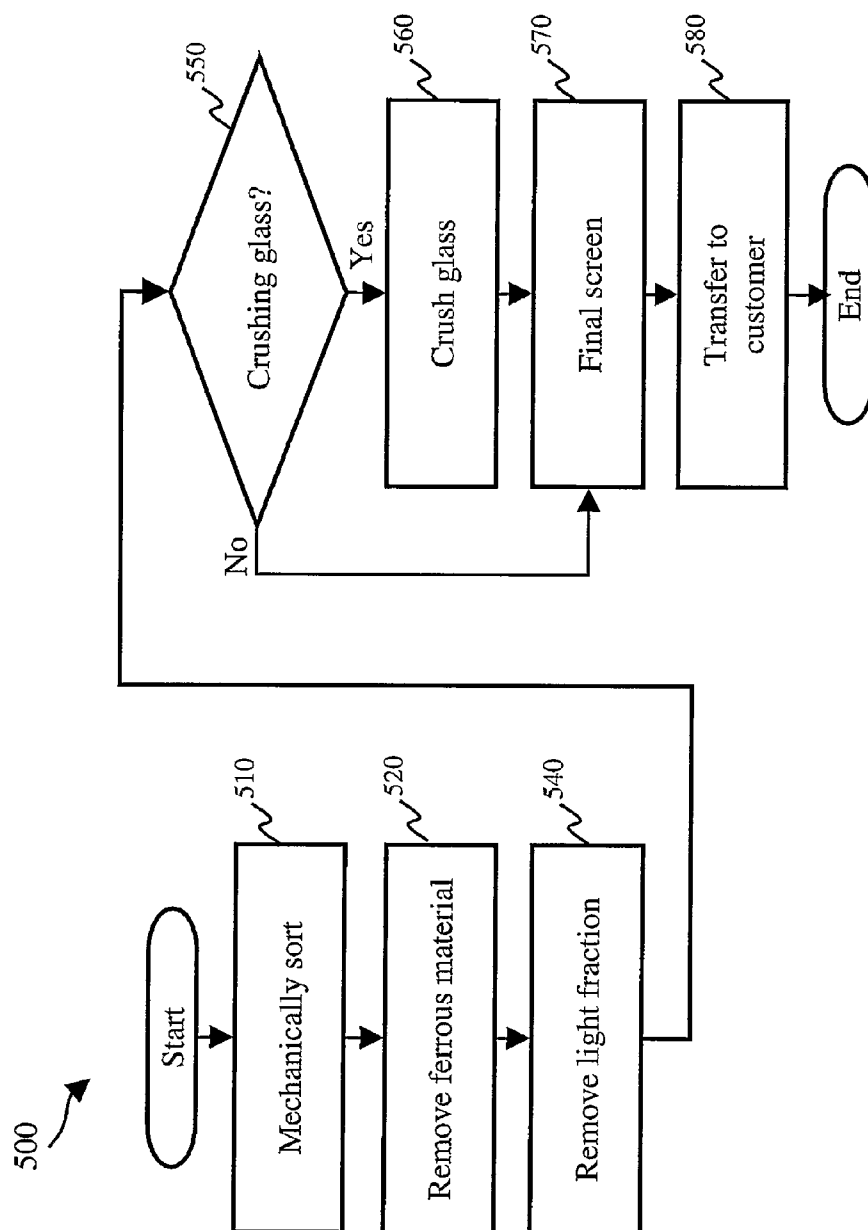 500
Start
Mechanically sort
510
Remove ferrous material
520
Remove light fraction
540
Crushing glass?
550
No
Yes
Crush glass
560
Final screen
570
Transfer to
customer
580
End